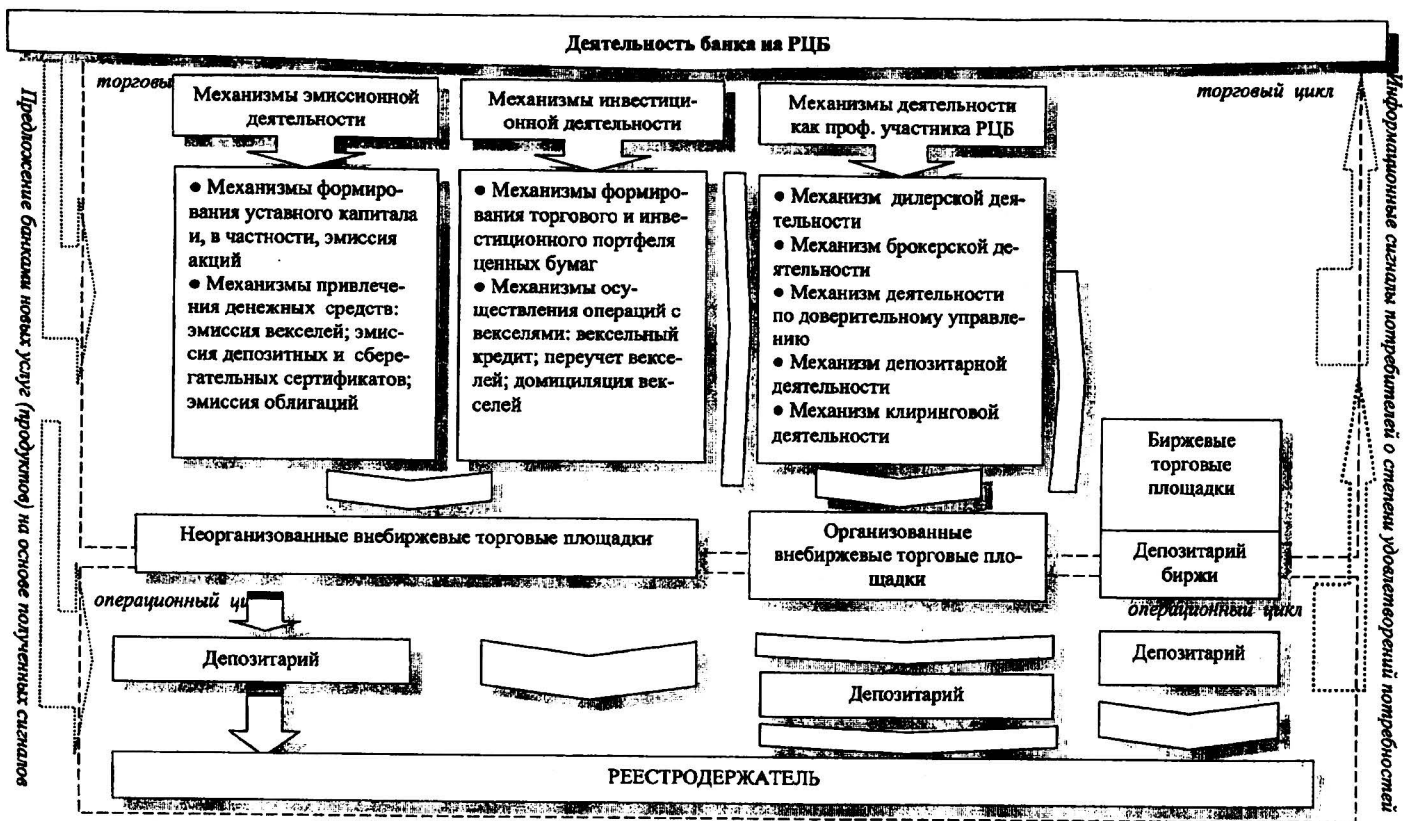 Деятельность банка на РЦБ
Предложение банками новых услуг (продуктов) на основе полученных сигналов
торговы
Механизмы эмиссионной
деятельности
Механизмы инвестици-
онной деятельности
Механизмы деятельности
как проф. участника РЦБ
торговый цикл
Информационные сигналы потребителей о степени удовлетворений потребностей
● Механизмы формиро-
вания уставного капитала
и, в частности, эмиссия
акций
● Механизмы привлече-
ния денежных средств:
эмиссия векселей; эмис-
сия депозитных и сбере-
гательных сертификатов;
эмиссия облигаций
● Механизмы формир-
ования торгового и инве-
стиционного портфеля
ценных бумаг
● Механизмы осу-
ществления операций с
векселями: вексельный
кредит; переучет вексе-
лей; домициляция век-
селей
● Механизм дилерской дея-
тельности
● Механизм брокерской де-
ятельности
● Механизм деятельности
по доверительному управле-
нию
● Механизм депозитарной
деятельности
● Механизм клиринговой
деятельности
Биржевые
торговые
площадки
Депозитарий
биржи
Неорганизованные внебиржевые торговые площадки
Организованные
внебиржевые торговые пло-
щадки
операционный ци
операционный цикл
Депозитарий
Депозитарий
Депозитарий
РЕЕСТРОДЕРЖАТЕЛЬ